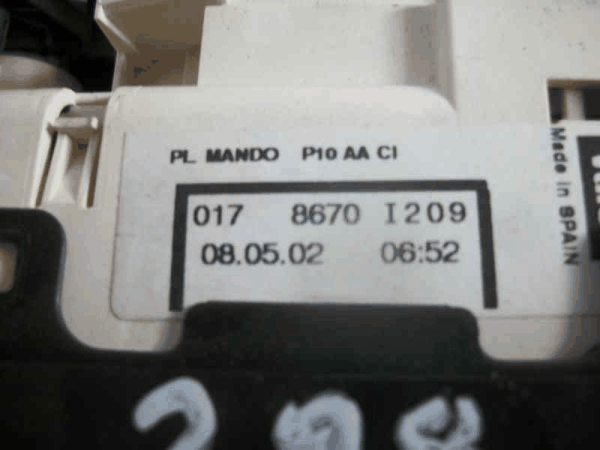 PL. MANDO P10 AA CI
017 8670 I209
08.05.02 06:52
Made in SPAIN